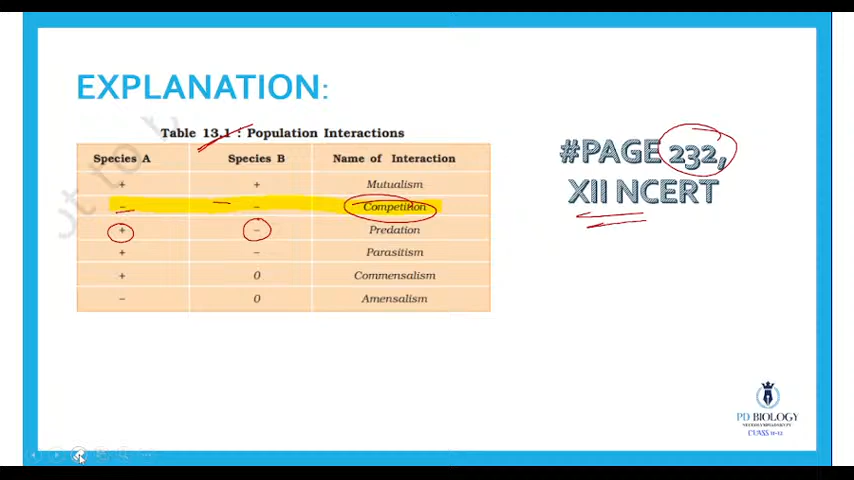 EXPLANATION:
Table 13.1 : Population Interactions
Species A Species B Name of Interaction
+ + Mutualism
– – Competition
+ – Predation
+ – Parasitism
+ 0 Commensalism
– 0 Amensalism
#PAGE 232,
XII NCERT
PD BIOLOGY
CLASS 11-12